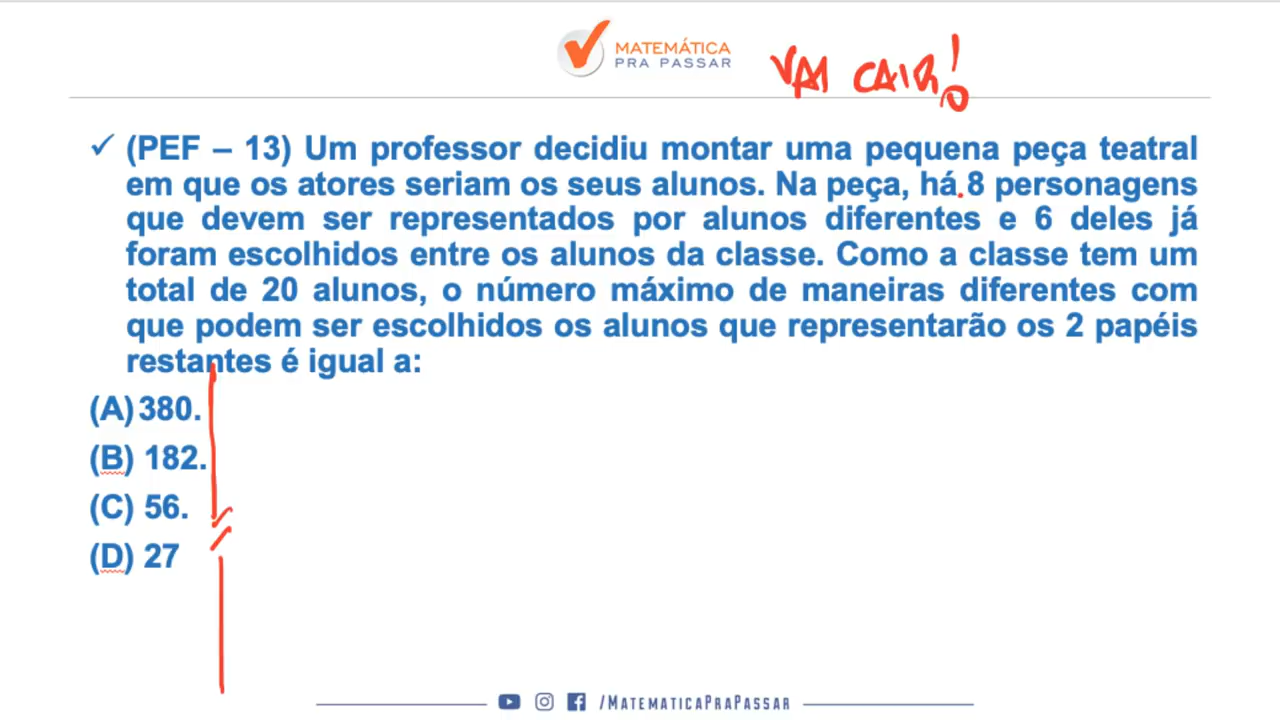 MATEMÁTICA
PRA PASSAR
VAI CAIR!
✓ (PEF – 13) Um professor decidiu montar uma pequena peça teatral
em que os atores seriam os seus alunos. Na peça, há 8 personagens
que devem ser representados por alunos diferentes e 6 deles já
foram escolhidos entre os alunos da classe. Como a classe tem um
total de 20 alunos, o número máximo de maneiras diferentes com
que podem ser escolhidos os alunos que representarão os 2 papéis
restantes é igual a:
(A) 380.
(B) 182.
(C) 56.
(D) 27
/MATEMATICAPRAPASSAR